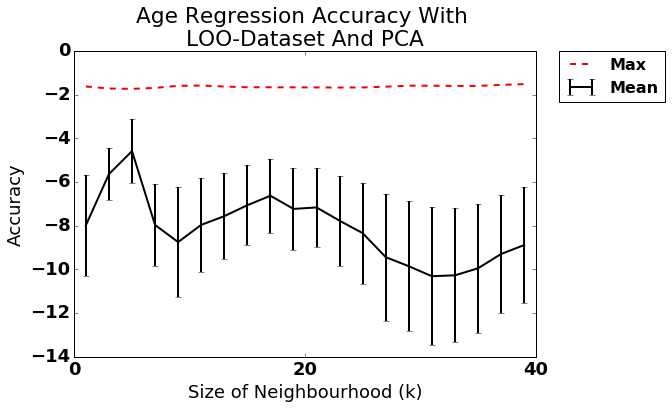 Age Regression Accuracy With
LOO-Dataset And PCA
Accuracy
0
−2
−4
−6
−8
−10
−12
−14
0 20 40
Size of Neighbourhood (k)
Max
Mean